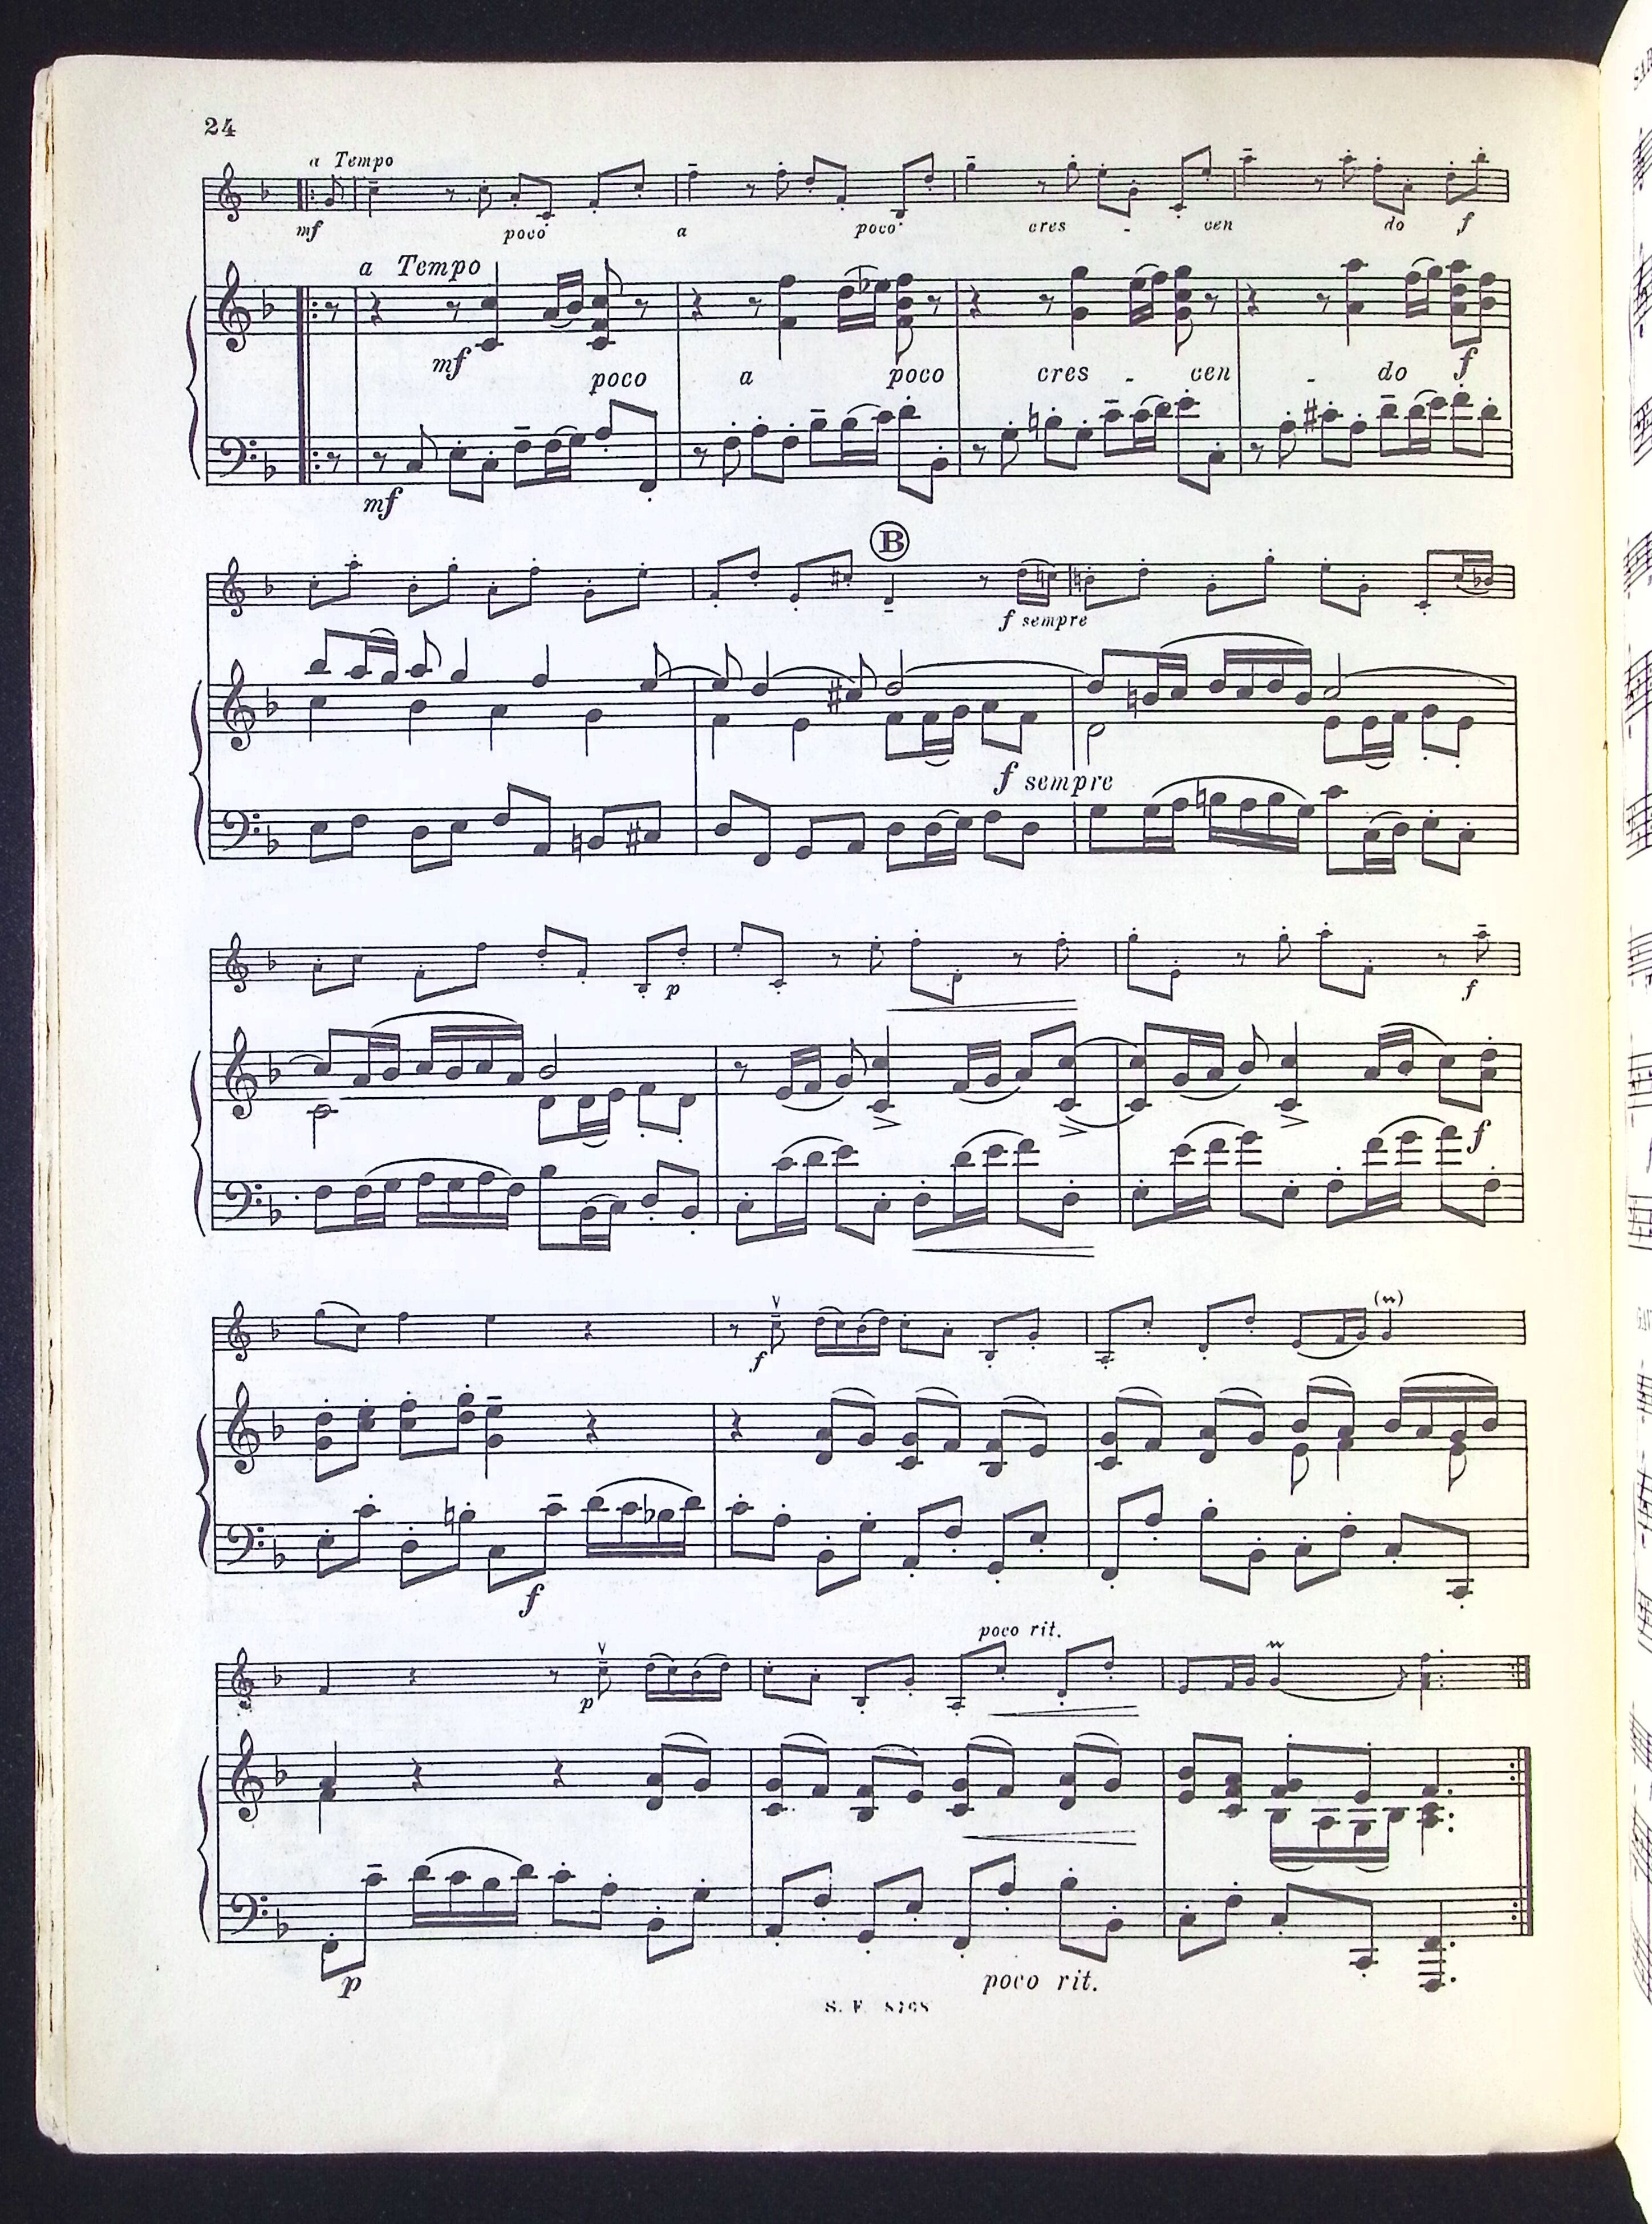 24
a Tempo
mf poco a poco cres - cen do f
a Tempo
mf poco a poco cres - cen - do f
mf
B
f sempre
f sempre
p
f
f
f
f
poco rit.
p
p poco rit.
S. F.